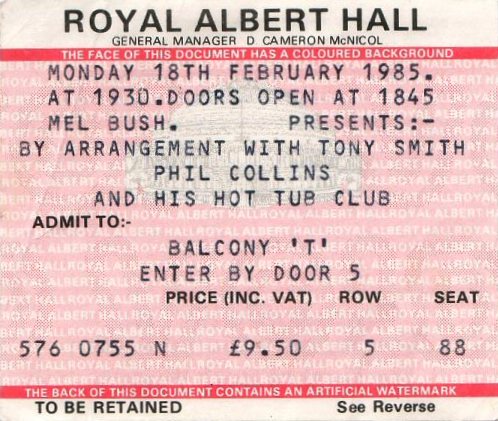 ROYAL ALBERT HALL
GENERAL MANAGER D CAMERON McNICOL
THE FACE OF THIS DOCUMENT HAS A COLOURED BACKGROUND
MONDAY 18TH FEBRUARY 1985.
AT 1930.DOORS OPEN AT 1845
MEL BUSH. PRESENTS:-
BY ARRANGEMENT WITH TONY SMITH
PHIL COLLINS
AND HIS HOT TUB CLUB
ADMIT TO:-
BALCONY 'T'
ENTER BY DOOR 5
PRICE (INC. VAT) ROW SEAT
576 0755 N £9.50 5 88
THE BACK OF THIS DOCUMENT CONTAINS AN ARTIFICIAL WATERMARK
TO BE RETAINED See Reverse